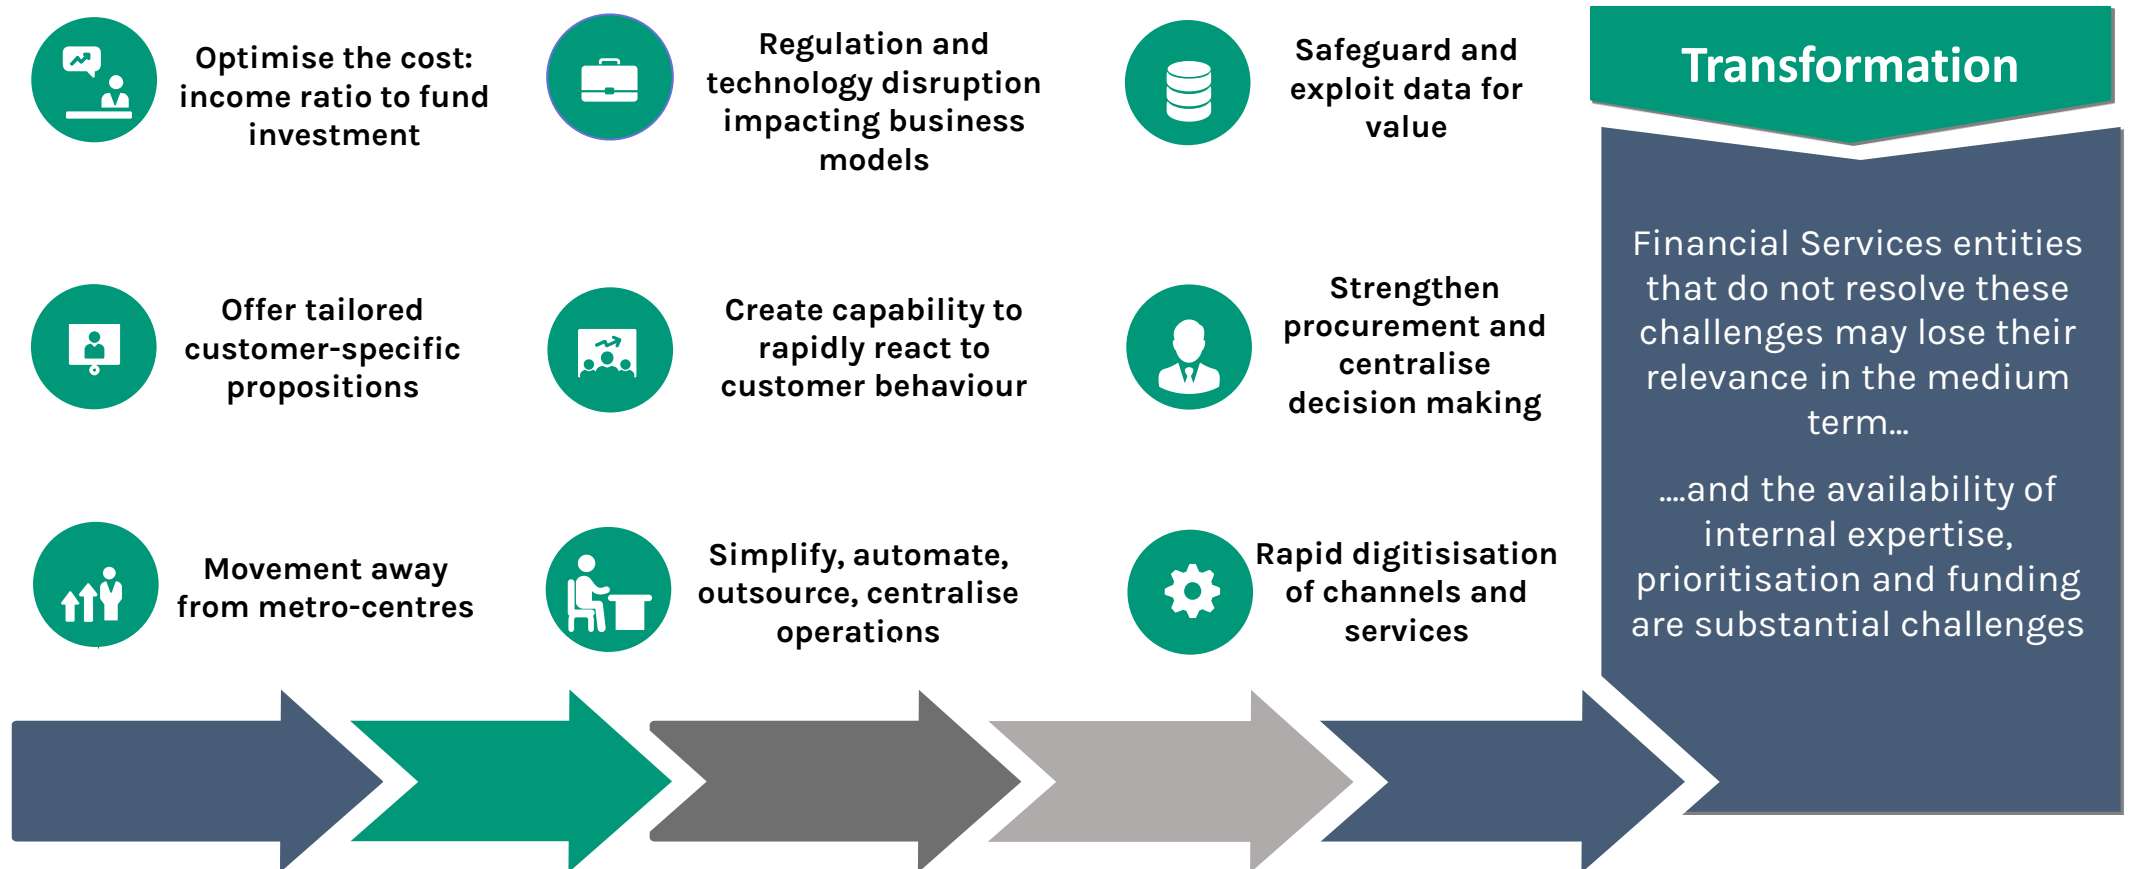 Optimise the cost:
income ratio to fund
investment
Regulation and
technology disruption
impacting business
models
Safeguard and
exploit data for
value
Offer tailored
customer-specific
propositions
Create capability to
rapidly react to
customer behaviour
Strengthen
procurement and
centralise
decision making
Movement away
from metro-centres
Simplify, automate,
outsource, centralise
operations
Rapid digitisisation
of channels and
services
Transformation
Financial Services entities
that do not resolve these
challenges may lose their
relevance in the medium
term...
....and the availability of
internal expertise,
prioritisation and funding
are substantial challenges